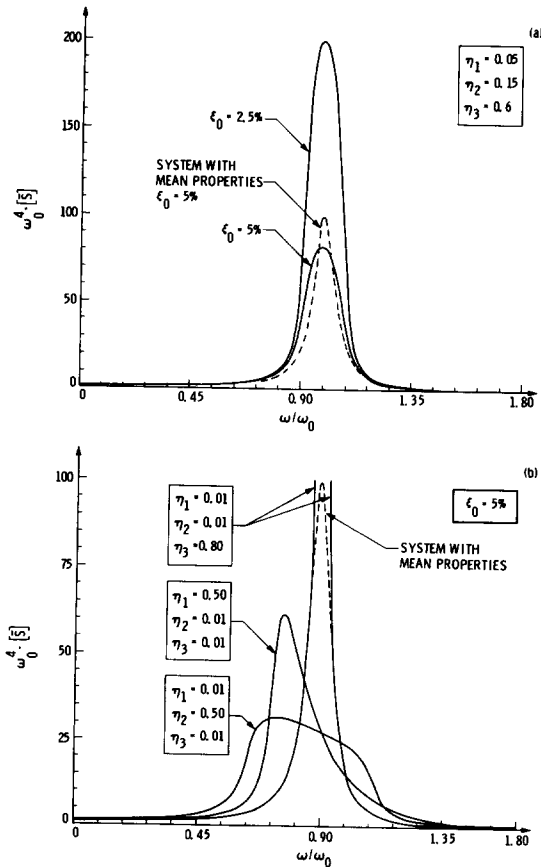 (a)
200
150
100
50
0
η₁ = 0.05
η₂ = 0.15
η₃ = 0.6
ξ₀ = 2.5%
SYSTEM WITH
MEAN PROPERTIES
ξ₀ = 5%
ξ₀ = 5%
ω₀⁴·[S̄]
0.45
0.90
1.35
1.80
ω/ω₀
(b)
100
75
50
25
0
η₁ = 0.01
η₂ = 0.01
η₃ = 0.80
ξ₀ = 5%
SYSTEM WITH
MEAN PROPERTIES
η₁ = 0.50
η₂ = 0.01
η₃ = 0.01
η₁ = 0.01
η₂ = 0.50
η₃ = 0.01
ω₀⁴·[S̄]
0.45
0.90
1.35
1.80
ω/ω₀